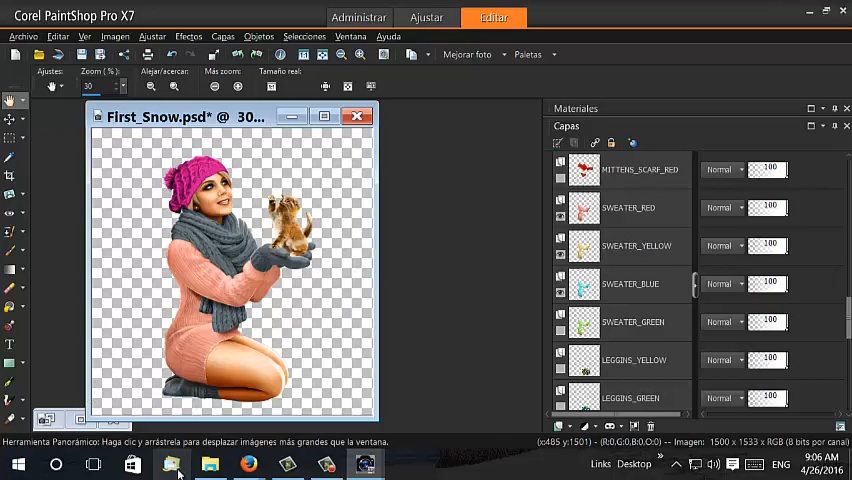 Corel PaintShop Pro X7
Administrar
Ajustar
Editar
Archivo Editar Ver Imagen Ajustar Efectos Capas Objetos Selecciones Ventana Ayuda
Mejorar foto
Paletas
Ajustes: Zoom ( % ): Alejar/acercar: Más zoom: Tamaño real:
30
First_Snow.psd* @ 30...
Materiales
Capas
MITTENS_SCARF_RED Normal 100
SWEATER_RED Normal 100
SWEATER_YELLOW Normal 100
SWEATER_BLUE Normal 100
SWEATER_GREEN Normal 100
LEGGINS_YELLOW Normal 100
LEGGINS_GREEN Normal 100
Herramienta Panorámico: Haga clic y arrástrela para desplazar imágenes más grandes que la ventana.
(x:485 y:1501) - (R:0,G:0,B:0,O:0) -- Imagen: 1500 x 1533 x RGB (8 bits por canal)
Links Desktop » ENG
9:06 AM
4/26/2016